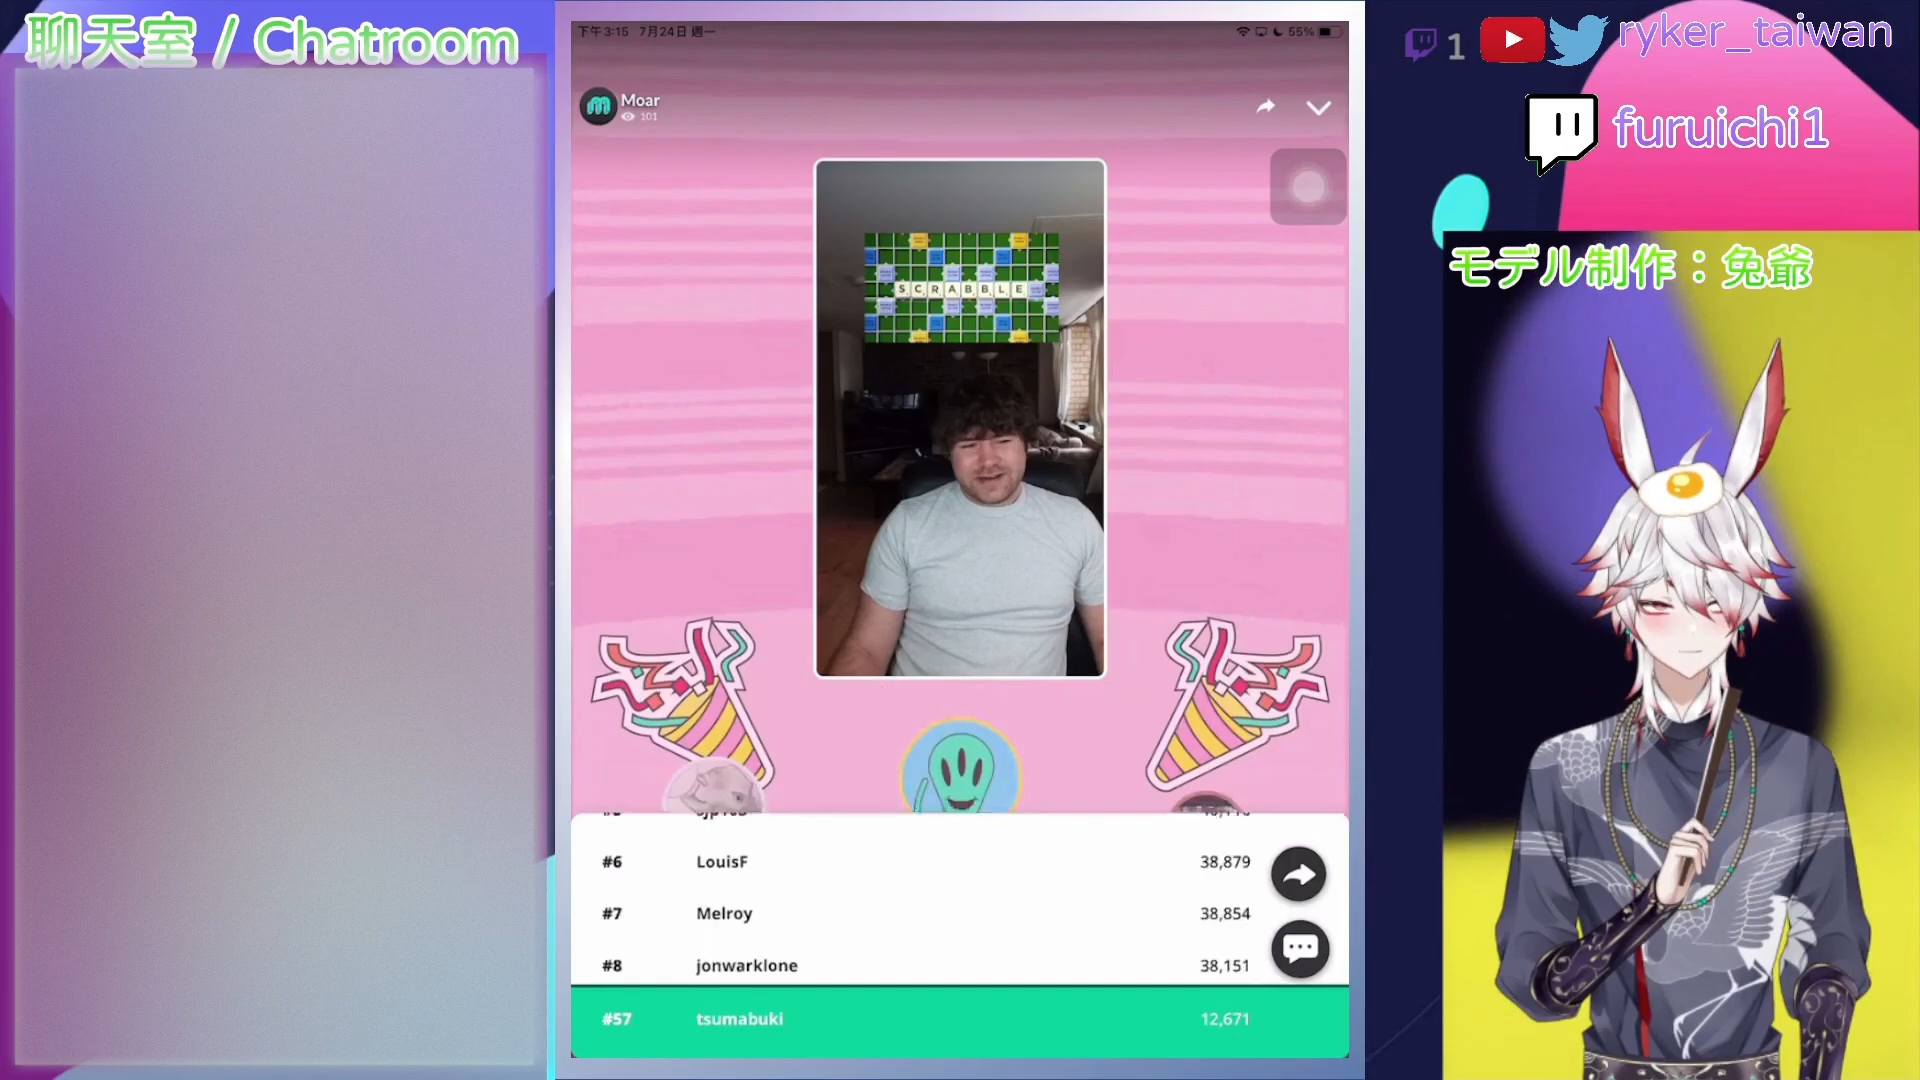 聊天室 / Chatroom
下午3:15 7月24日 週一
55%
Moar
101
SCRABBLE
#6 LouisF 38,879
#7 Melroy 38,854
#8 jonwarklone 38,151
#57 tsumabuki 12,671
1
ryker_taiwan
furuichi1
モデル制作：兔爺